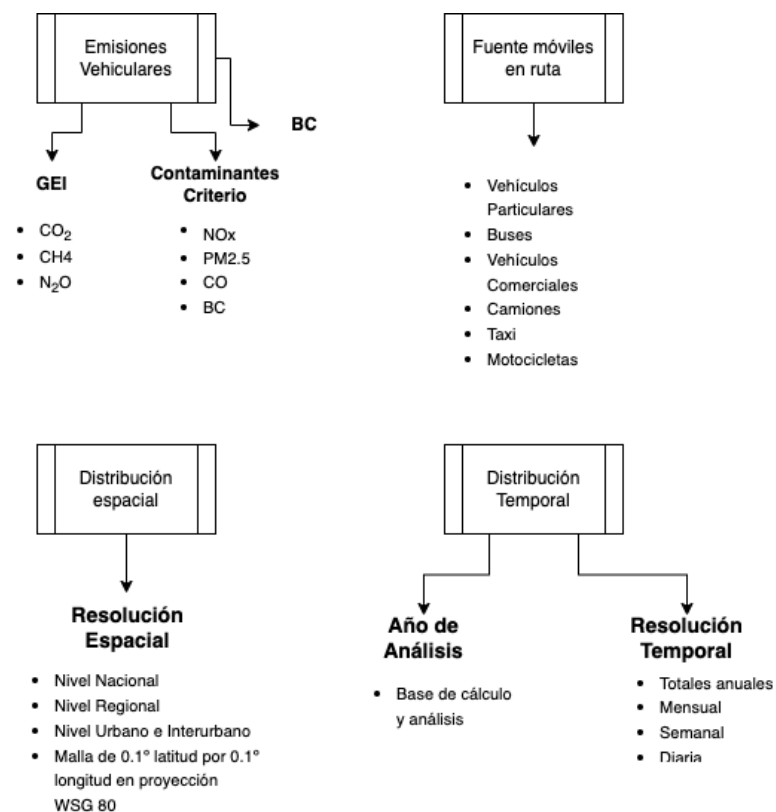 Emisiones
Vehiculares
BC
GEI
CO₂
CH4
N₂O
Contaminantes
Criterio
NOx
PM2.5
CO
BC
Fuente móviles
en ruta
Vehículos
Particulares
Buses
Vehículos
Comerciales
Camiones
Taxi
Motocicletas
Distribución
espacial
Resolución
Espacial
Nivel Nacional
Nivel Regional
Nivel Urbano e Interurbano
Malla de 0.1º latitud por 0.1º
longitud en proyección
WSG 80
Distribución
Temporal
Año de
Análisis
Base de cálculo
y análisis
Resolución
Temporal
Totales anuales
Mensual
Semanal
Diaria